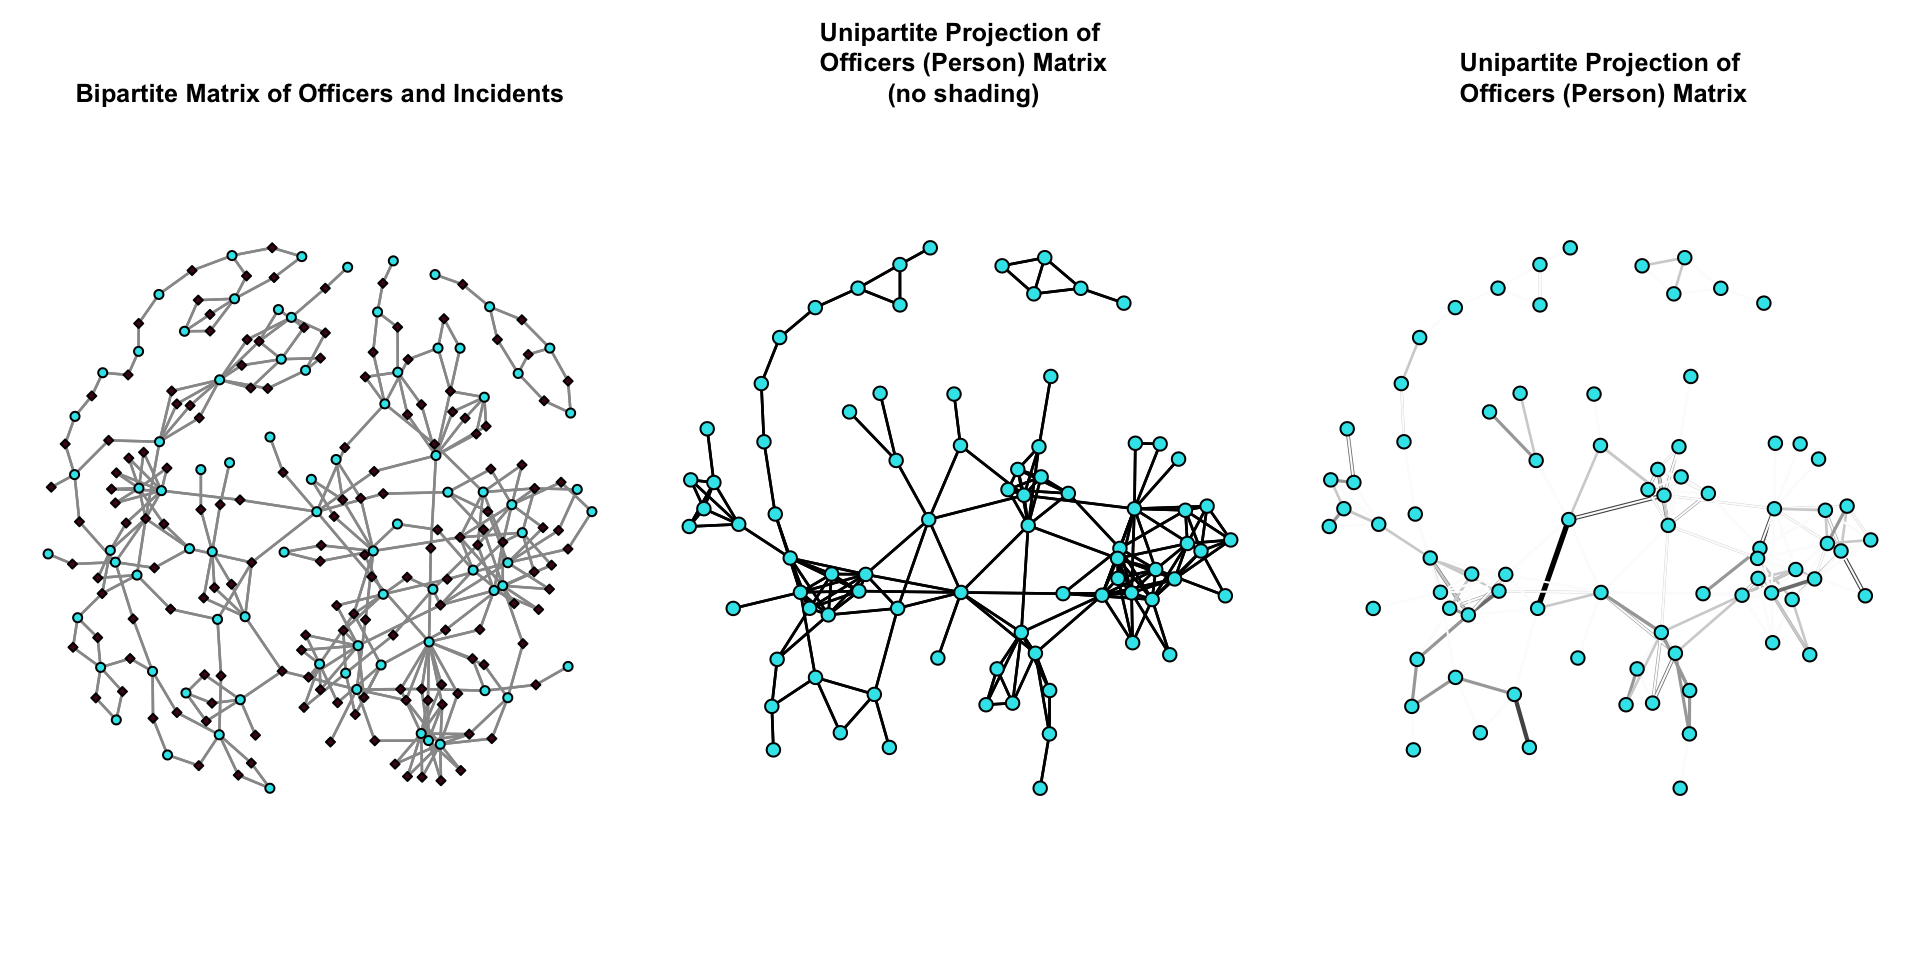 Bipartite Matrix of Officers and Incidents
Unipartite Projection of
Officers (Person) Matrix
(no shading)
Unipartite Projection of
Officers (Person) Matrix